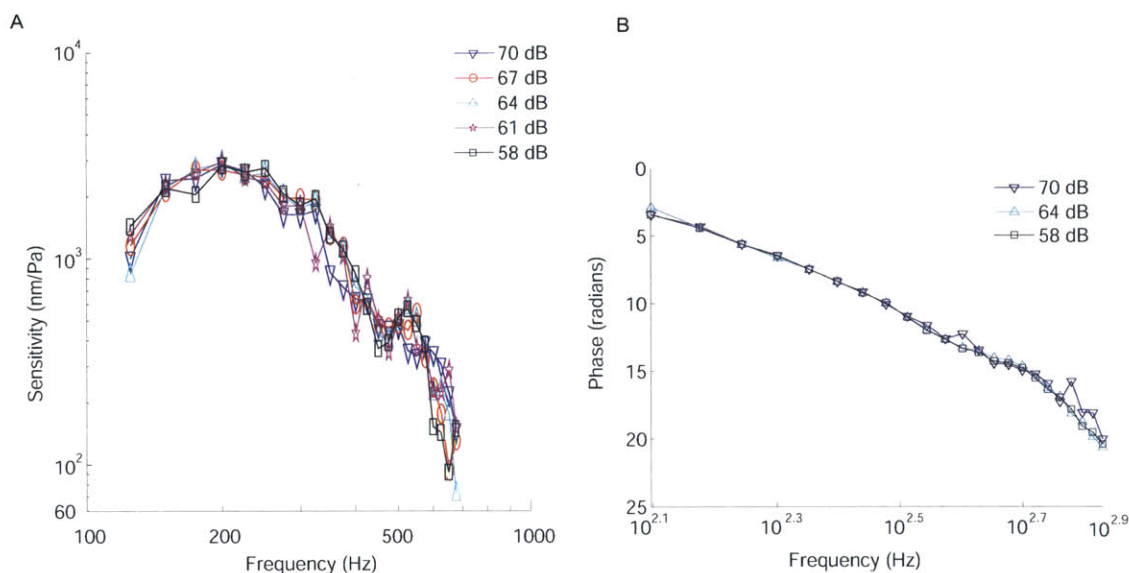 A
10^4
10^3
10^2
60
100
200
500
1000
Sensitivity (nm/Pa)
Frequency (Hz)
70 dB
67 dB
64 dB
61 dB
58 dB
B
0
5
10
15
20
25
Phase (radians)
10^2.1
10^2.3
10^2.5
10^2.7
10^2.9
Frequency (Hz)
70 dB
64 dB
58 dB